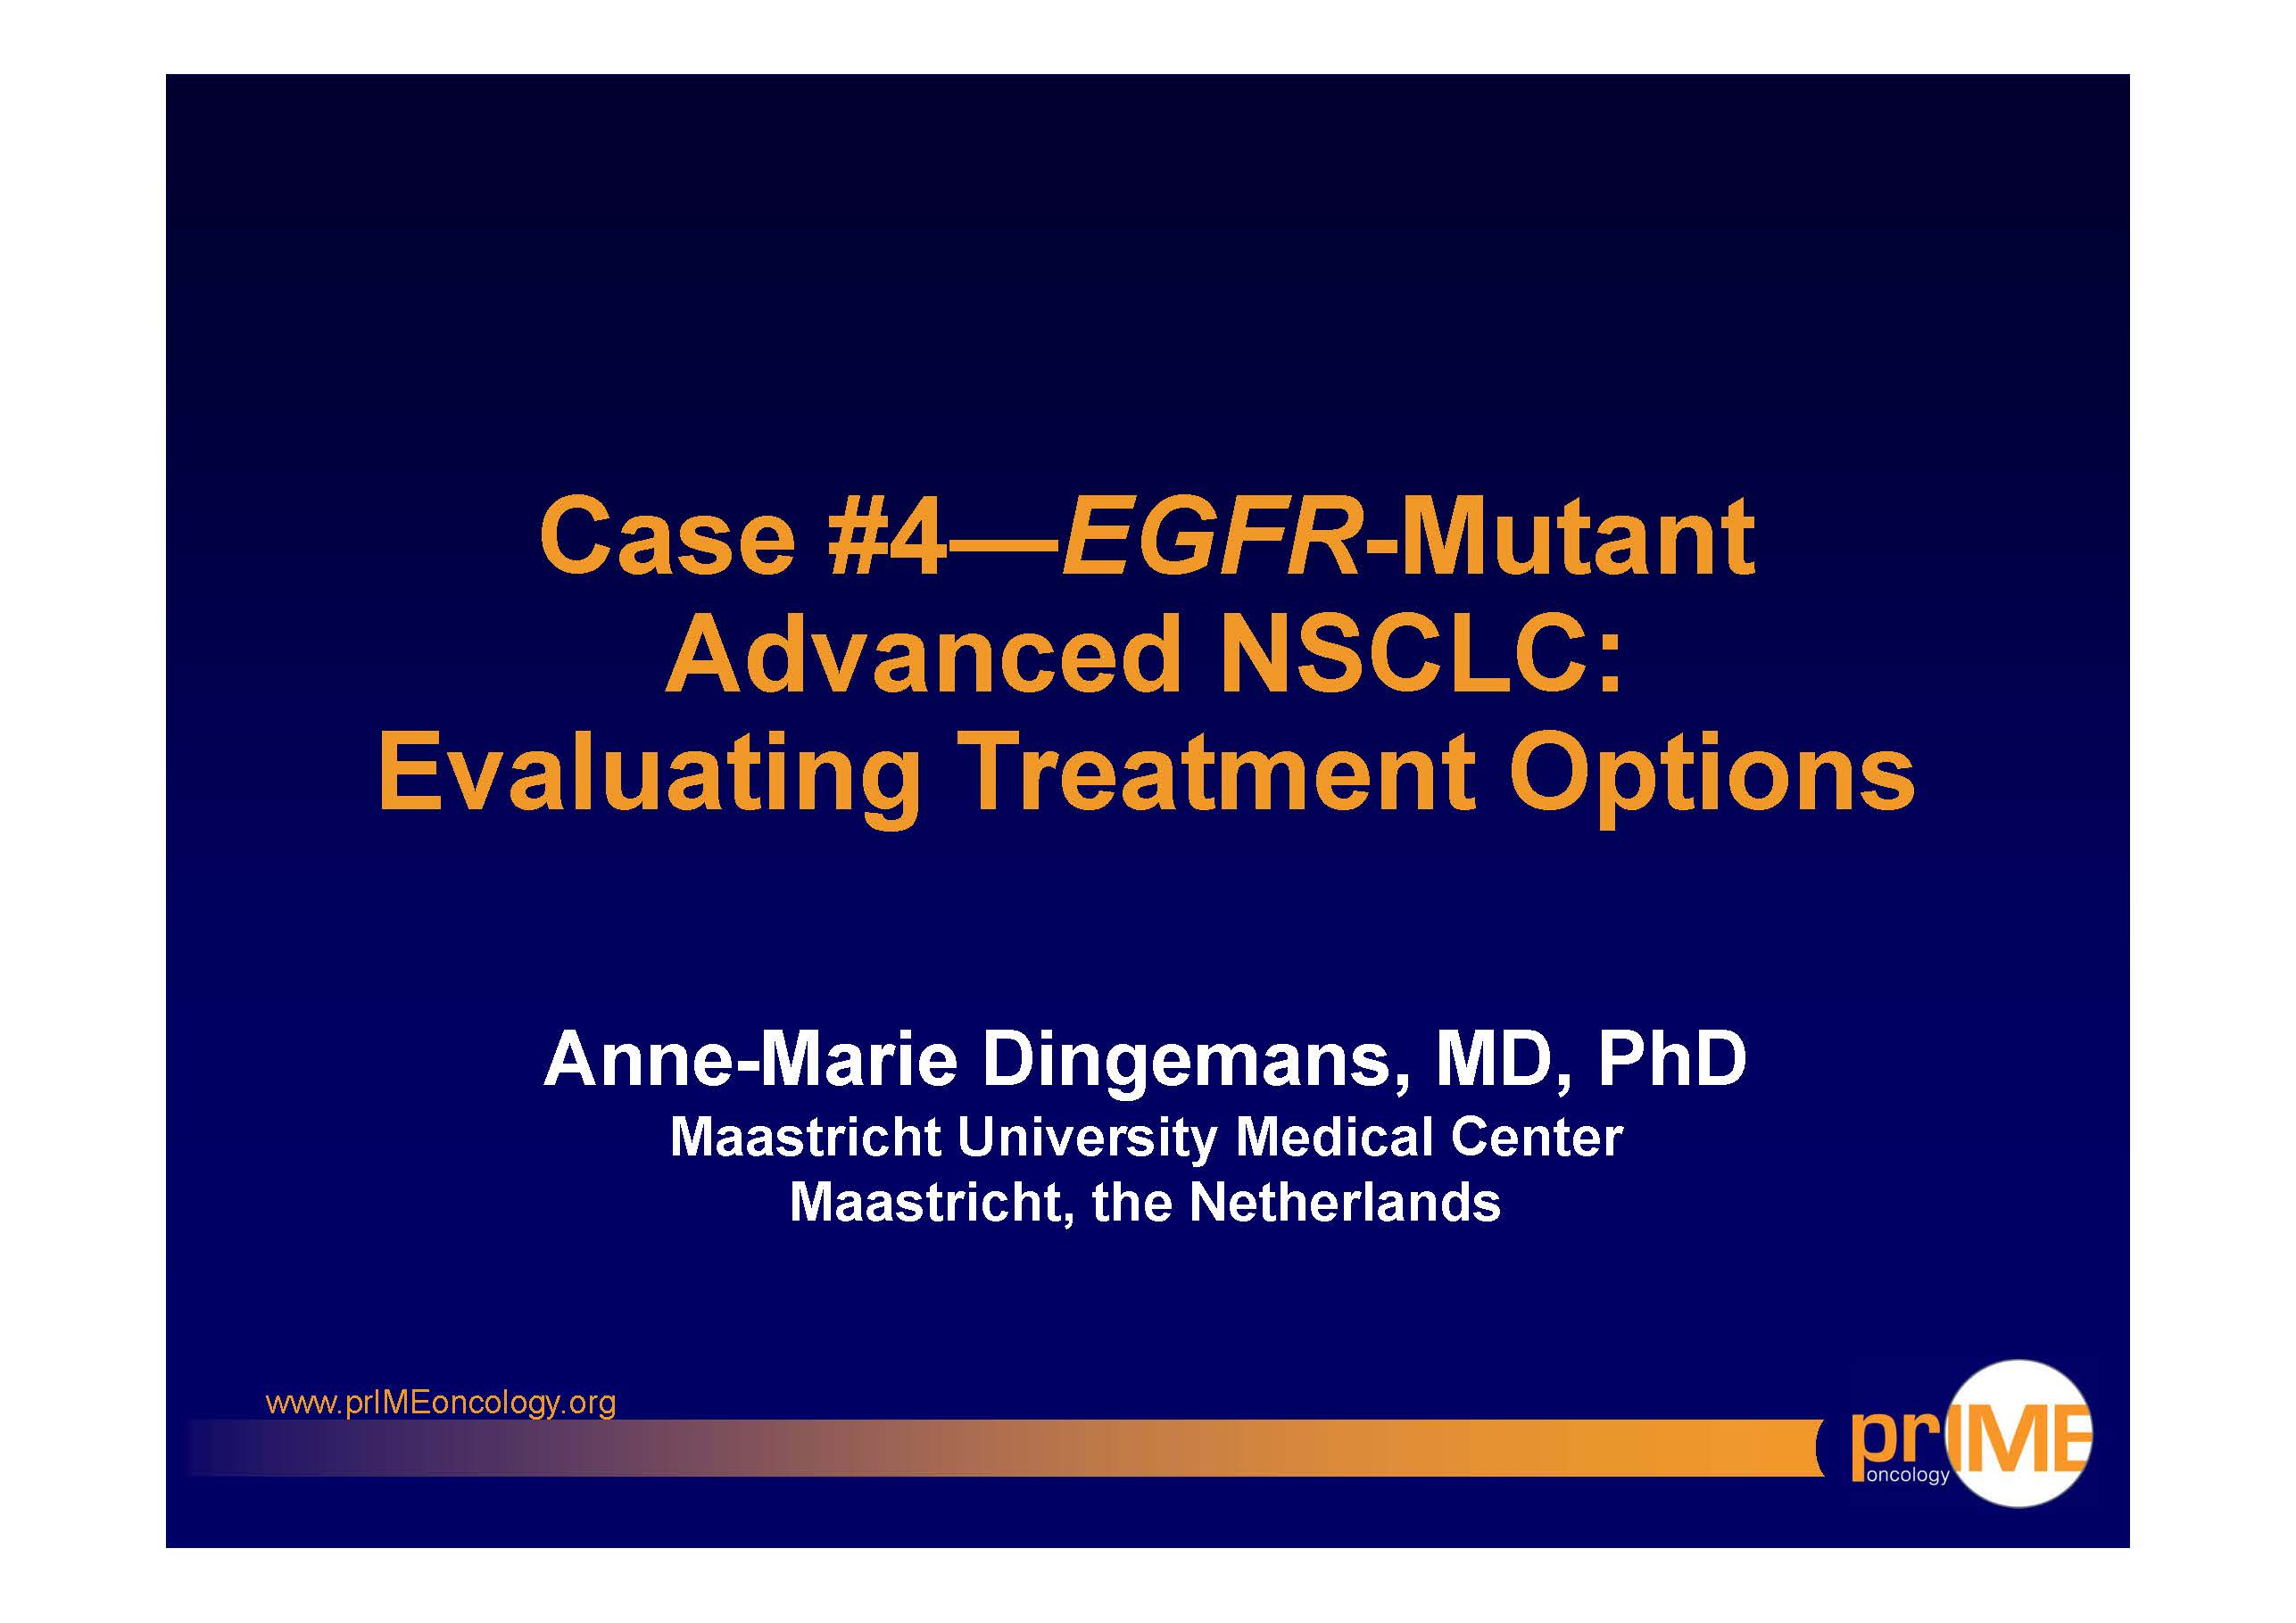 Case #4—EGFR-Mutant
Advanced NSCLC:
Evaluating Treatment Options
Anne-Marie Dingemans, MD, PhD
Maastricht University Medical Center
Maastricht, the Netherlands
www.prIMEoncology.org
prIME
oncology